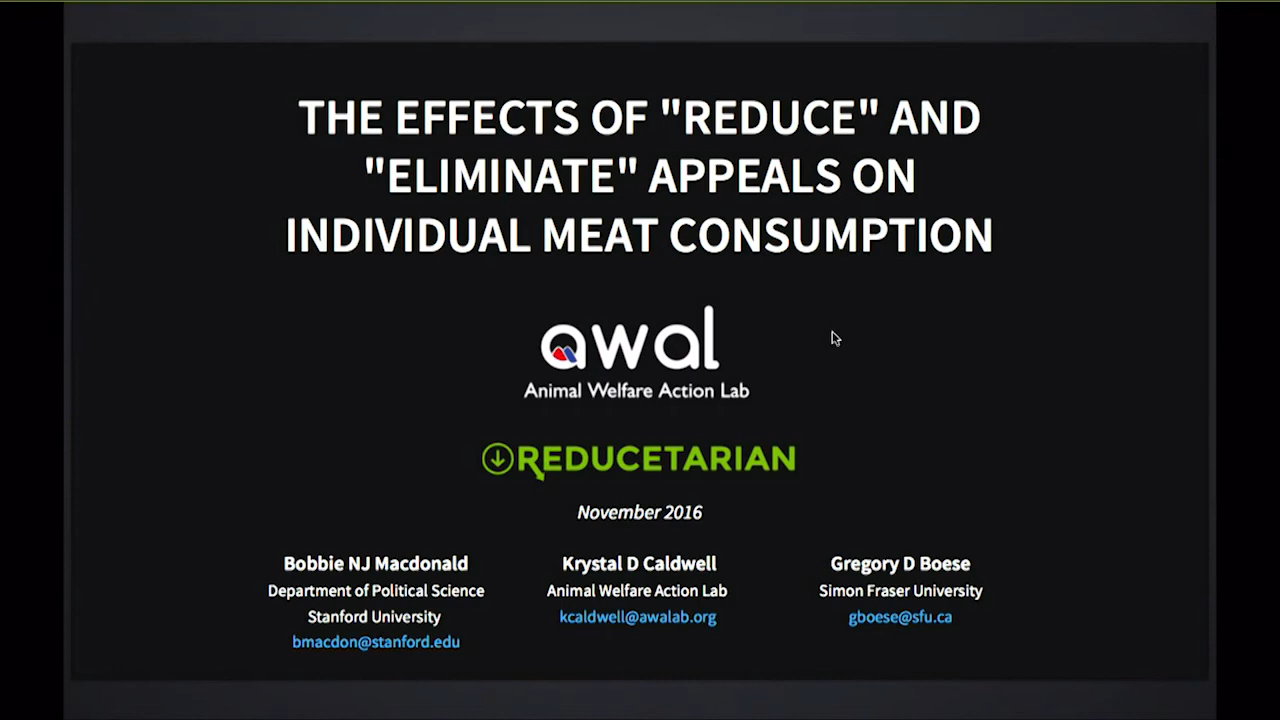 THE EFFECTS OF "REDUCE" AND
"ELIMINATE" APPEALS ON
INDIVIDUAL MEAT CONSUMPTION
awal
Animal Welfare Action Lab
REDUCETARIAN
November 2016
Bobbie NJ Macdonald
Department of Political Science
Stanford University
bmacdon@stanford.edu
Krystal D Caldwell
Animal Welfare Action Lab
kcaldwell@awalab.org
Gregory D Boese
Simon Fraser University
gboese@sfu.ca